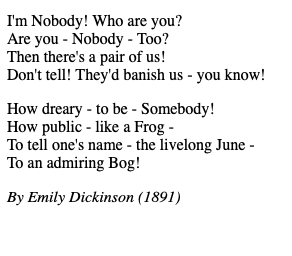 I'm Nobody! Who are you?
Are you - Nobody - Too?
Then there's a pair of us!
Don't tell! They'd banish us - you know!

How dreary - to be - Somebody!
How public - like a Frog -
To tell one's name - the livelong June -
To an admiring Bog!

By Emily Dickinson (1891)